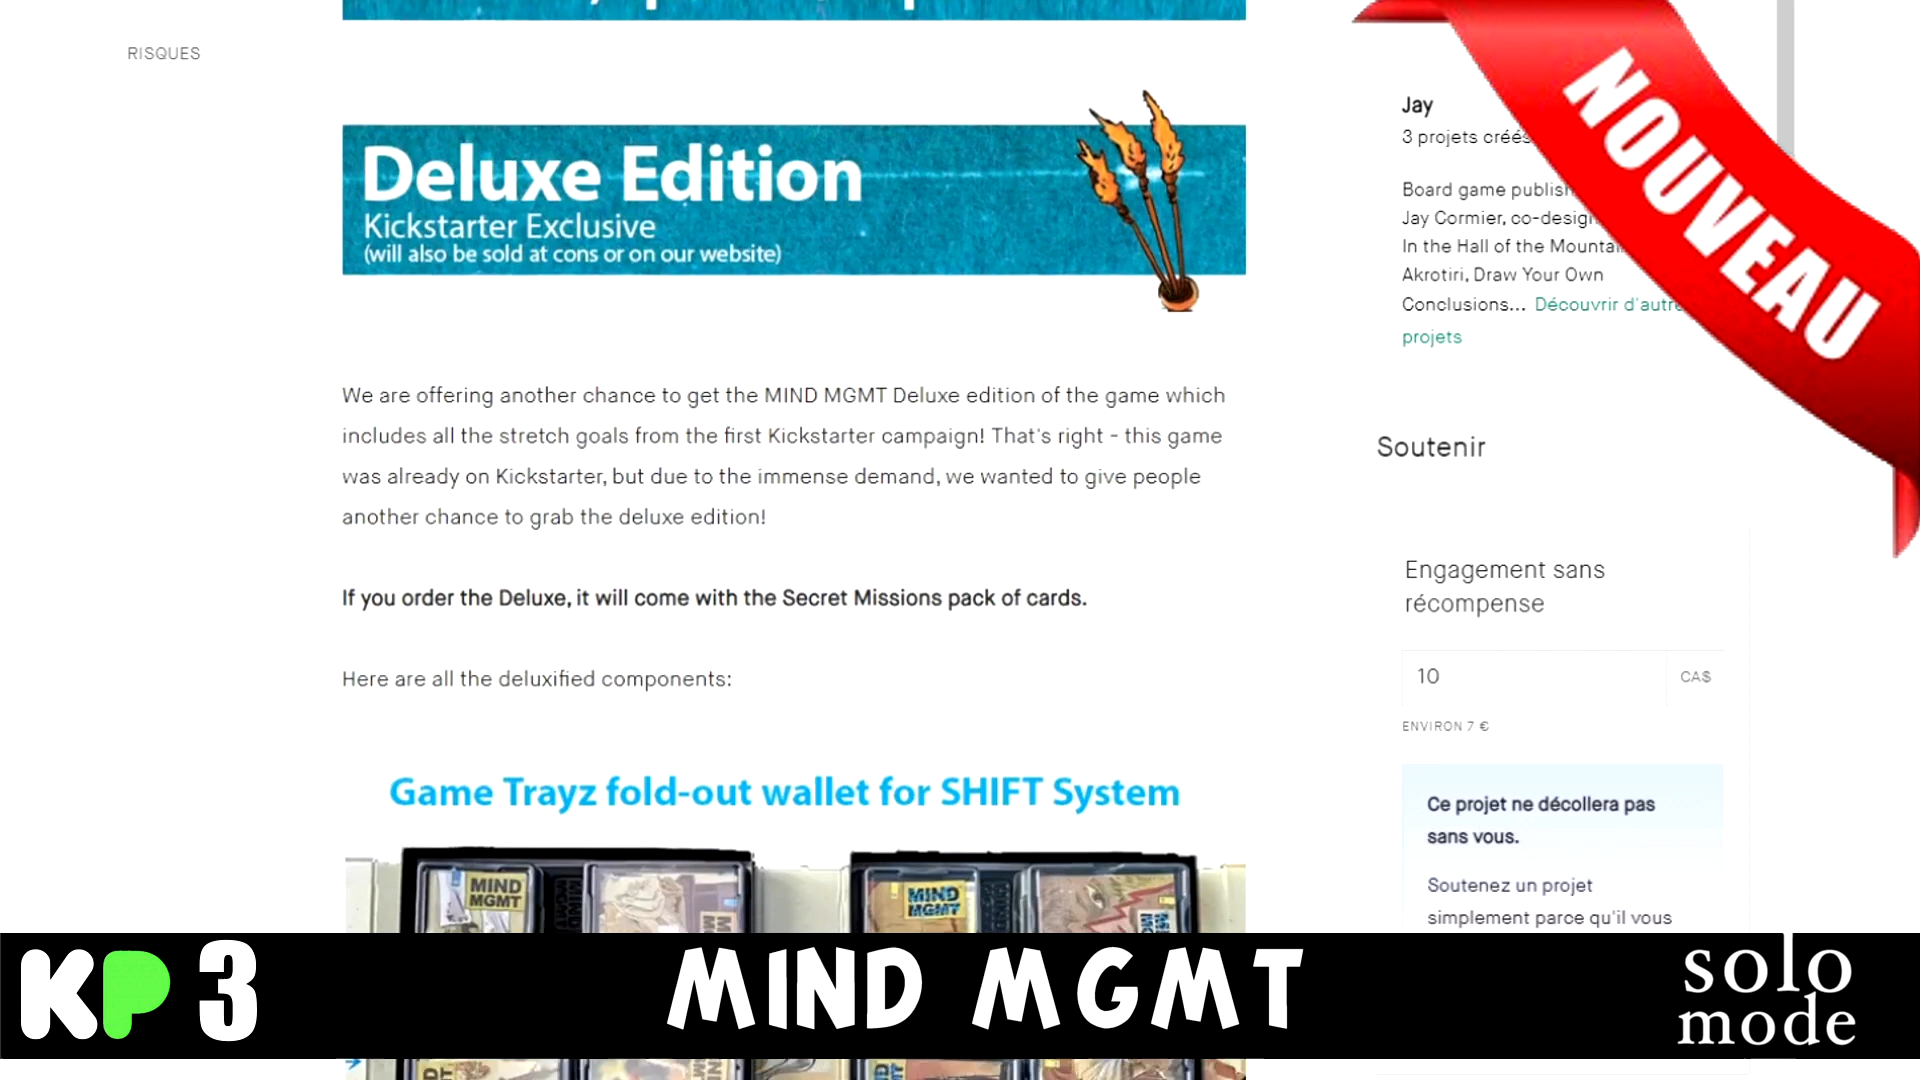 RISQUES
Deluxe Edition
Kickstarter Exclusive
(will also be sold at cons or on our website)
We are offering another chance to get the MIND MGMT Deluxe edition of the game which
includes all the stretch goals from the first Kickstarter campaign! That's right - this game
was already on Kickstarter, but due to the immense demand, we wanted to give people
another chance to grab the deluxe edition!
If you order the Deluxe, it will come with the Secret Missions pack of cards.
Here are all the deluxified components:
Game Trayz fold-out wallet for SHIFT System
MIND
MGMT
MIND
MGMT
Jay
3 projets créés
Board game publish
Jay Cormier, co-design
In the Hall of the Mountai
Akrotiri, Draw Your Own
Conclusions... Découvrir d'autre
projets
NOUVEAU
Soutenir
Engagement sans
récompense
10 CA$
ENVIRON 7 €
Ce projet ne décollera pas
sans vous.
Soutenez un projet
simplement parce qu'il vous
KP 3
MIND MGMT
solo
mode